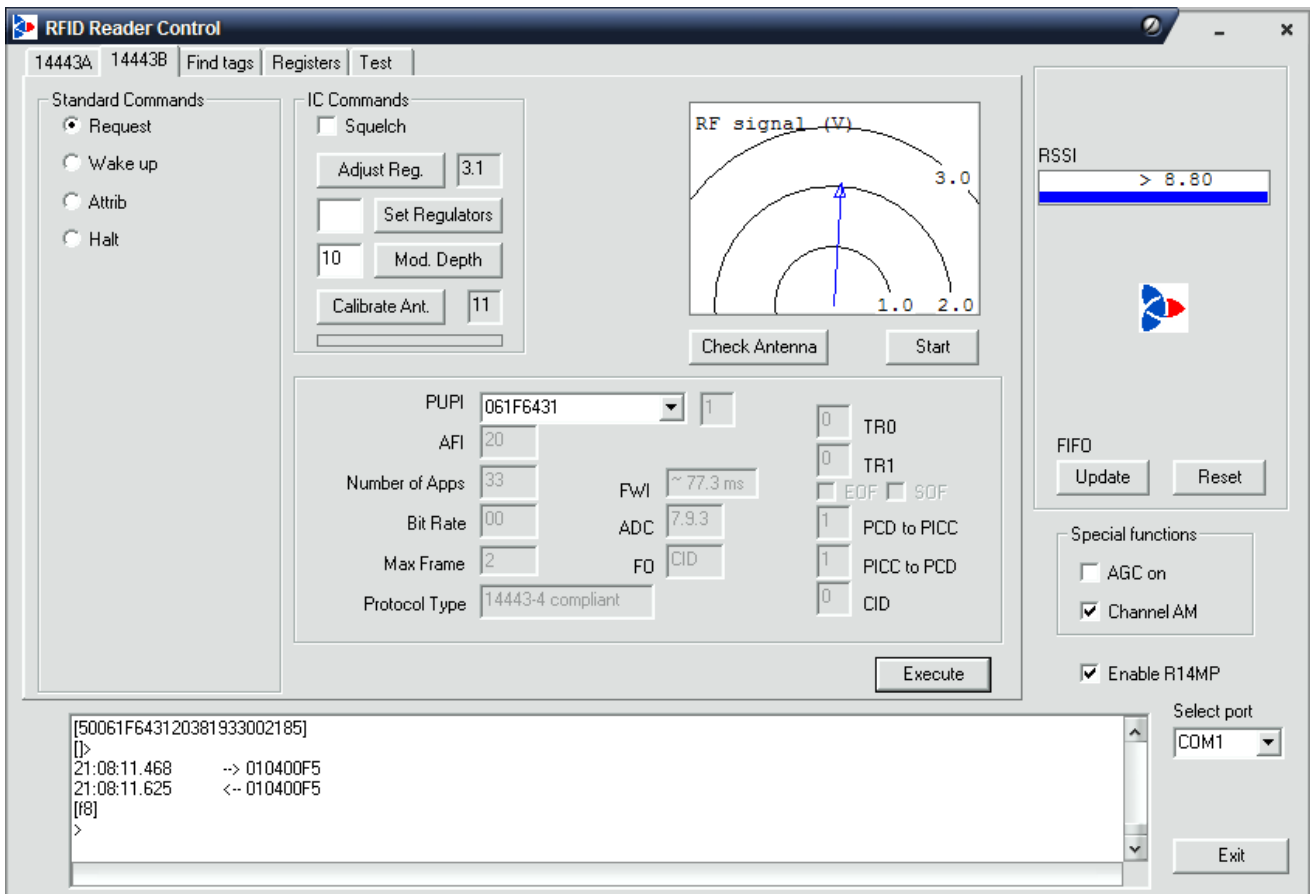 RFID Reader Control
14443A 14443B Find tags Registers Test
Standard Commands
Request
Wake up
Attrib
Halt
IC Commands
Squelch
Adjust Reg. 3.1
Set Regulators
10 Mod. Depth
Calibrate Ant. 11
RF signal (V)
3.0
1.0 2.0
Check Antenna Start
RSSI
> 8.80
FIFO
Update Reset
PUPI 061F6431 1
AFI 20
Number of Apps 33
Bit Rate 00
Max Frame 2
Protocol Type 14443-4 compliant
FWI ~ 77.3 ms
ADC 7.9.3
FO CID
0 TR0
0 TR1
EOF SOF
1 PCD to PICC
1 PICC to PCD
0 CID
Execute
Special functions
AGC on
Channel AM
Enable R14MP
Select port
COM1
Exit
[50061F643120381933002185]
[]>
21:08:11.468 --> 010400F5
21:08:11.625 <-- 010400F5
[f8]
>